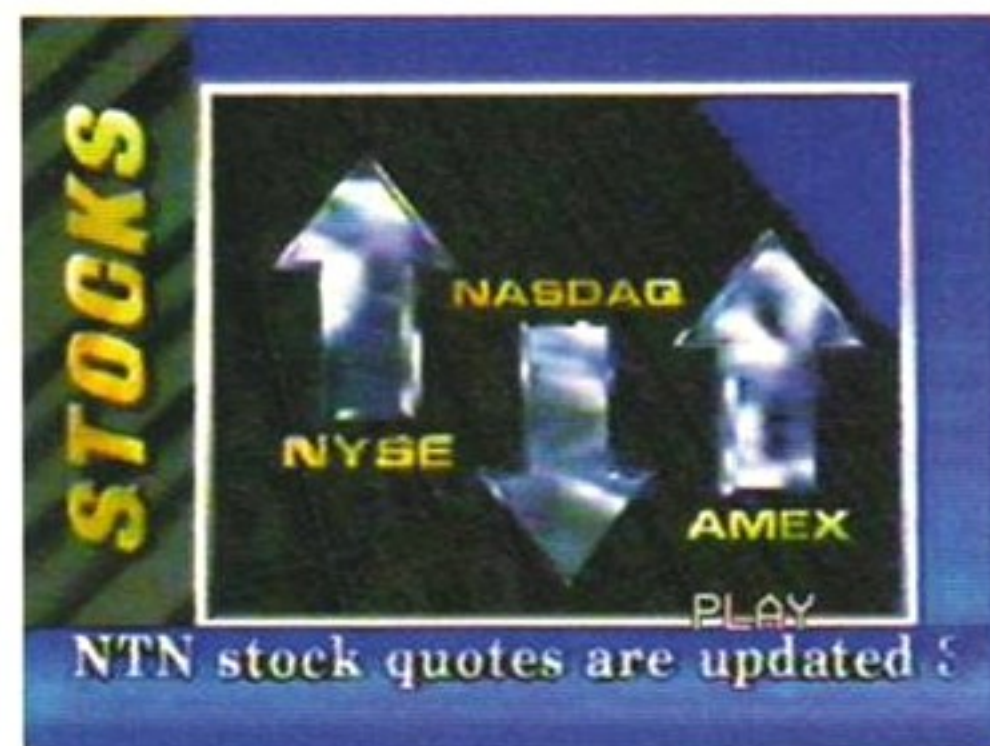 STOCKS
NASDAQ
NYSE
AMEX
PLAY
NTN stock quotes are updated